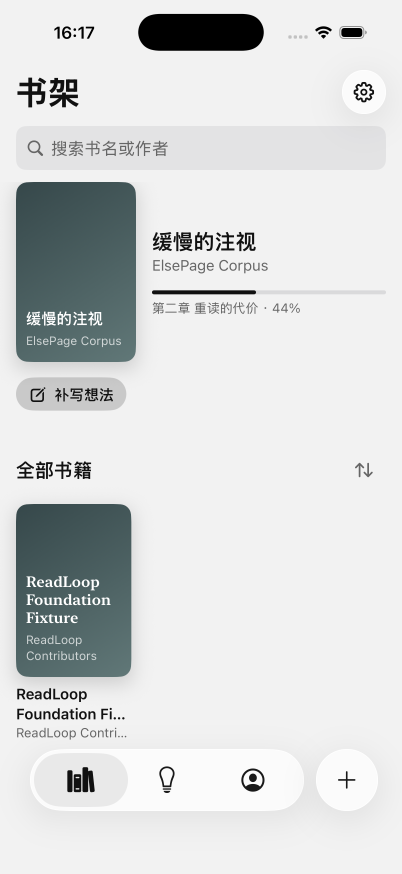 16:17
书架
搜索书名或作者
缓慢的注视
ElsePage Corpus
缓慢的注视
ElsePage Corpus
第二章 重读的代价 · 44%
补写想法
全部书籍
ReadLoop
Foundation
Fixture
ReadLoop
Contributors
ReadLoop
Foundation Fi...
ReadLoop Contri...